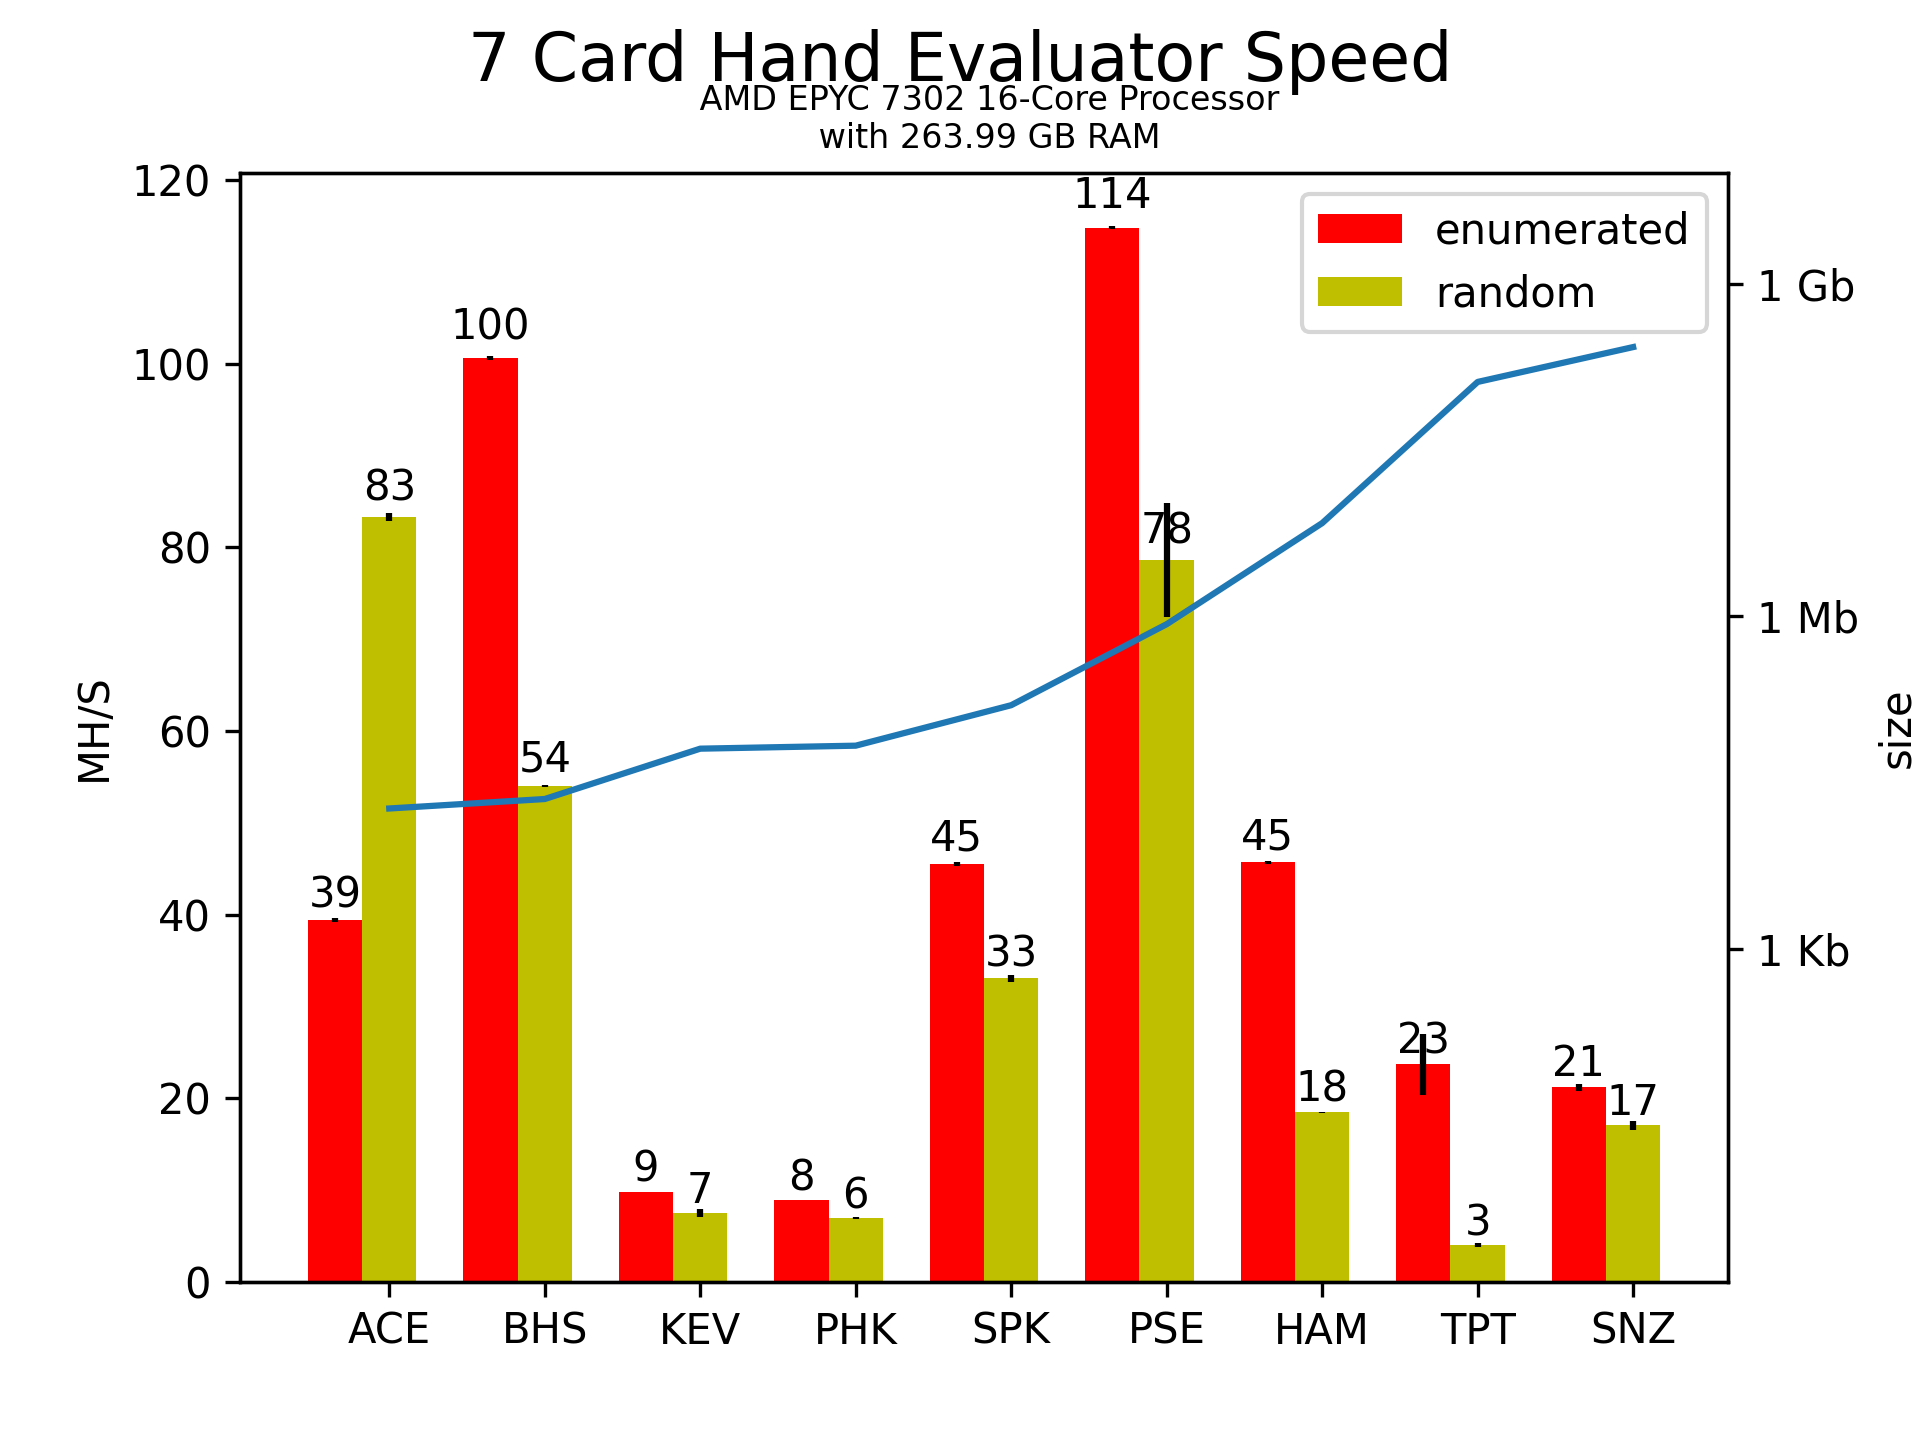 7 Card Hand Evaluator Speed
AMD EPYC 7302 16-Core Processor
with 263.99 GB RAM
120
100
80
60
40
20
0
MH/S
39
83
100
54
9
7
8
6
45
33
114
78
45
18
23
3
21
17
enumerated
random
1 Gb
1 Mb
1 Kb
size
ACE BHS KEV PHK SPK PSE HAM TPT SNZ